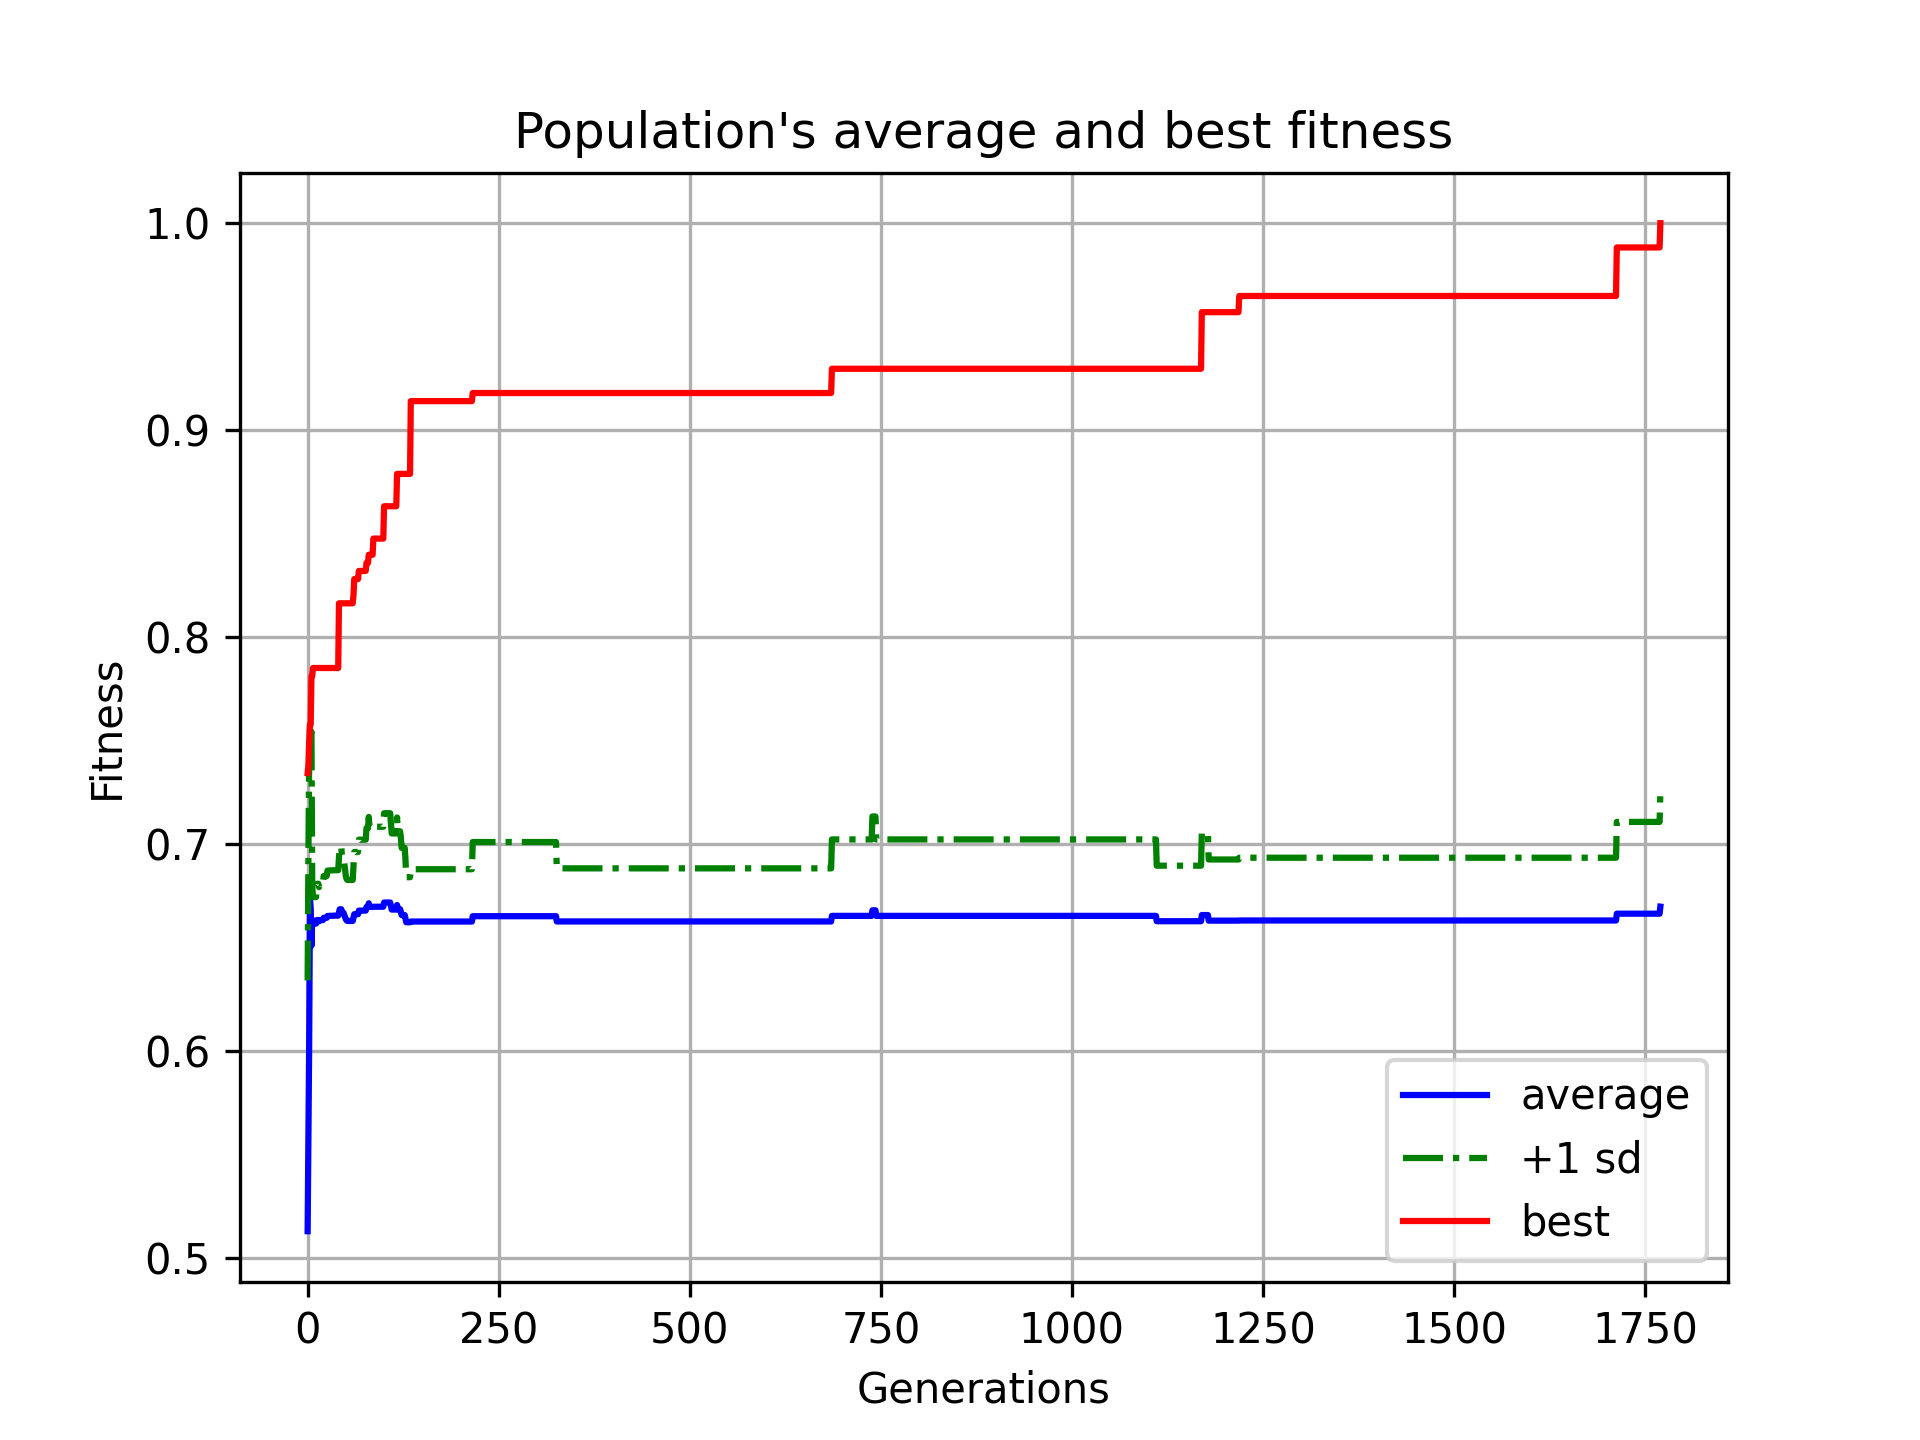 Population's average and best fitness
1.0
0.9
0.8
0.7
0.6
0.5
Fitness
0 250 500 750 1000 1250 1500 1750
Generations
average
+1 sd
best